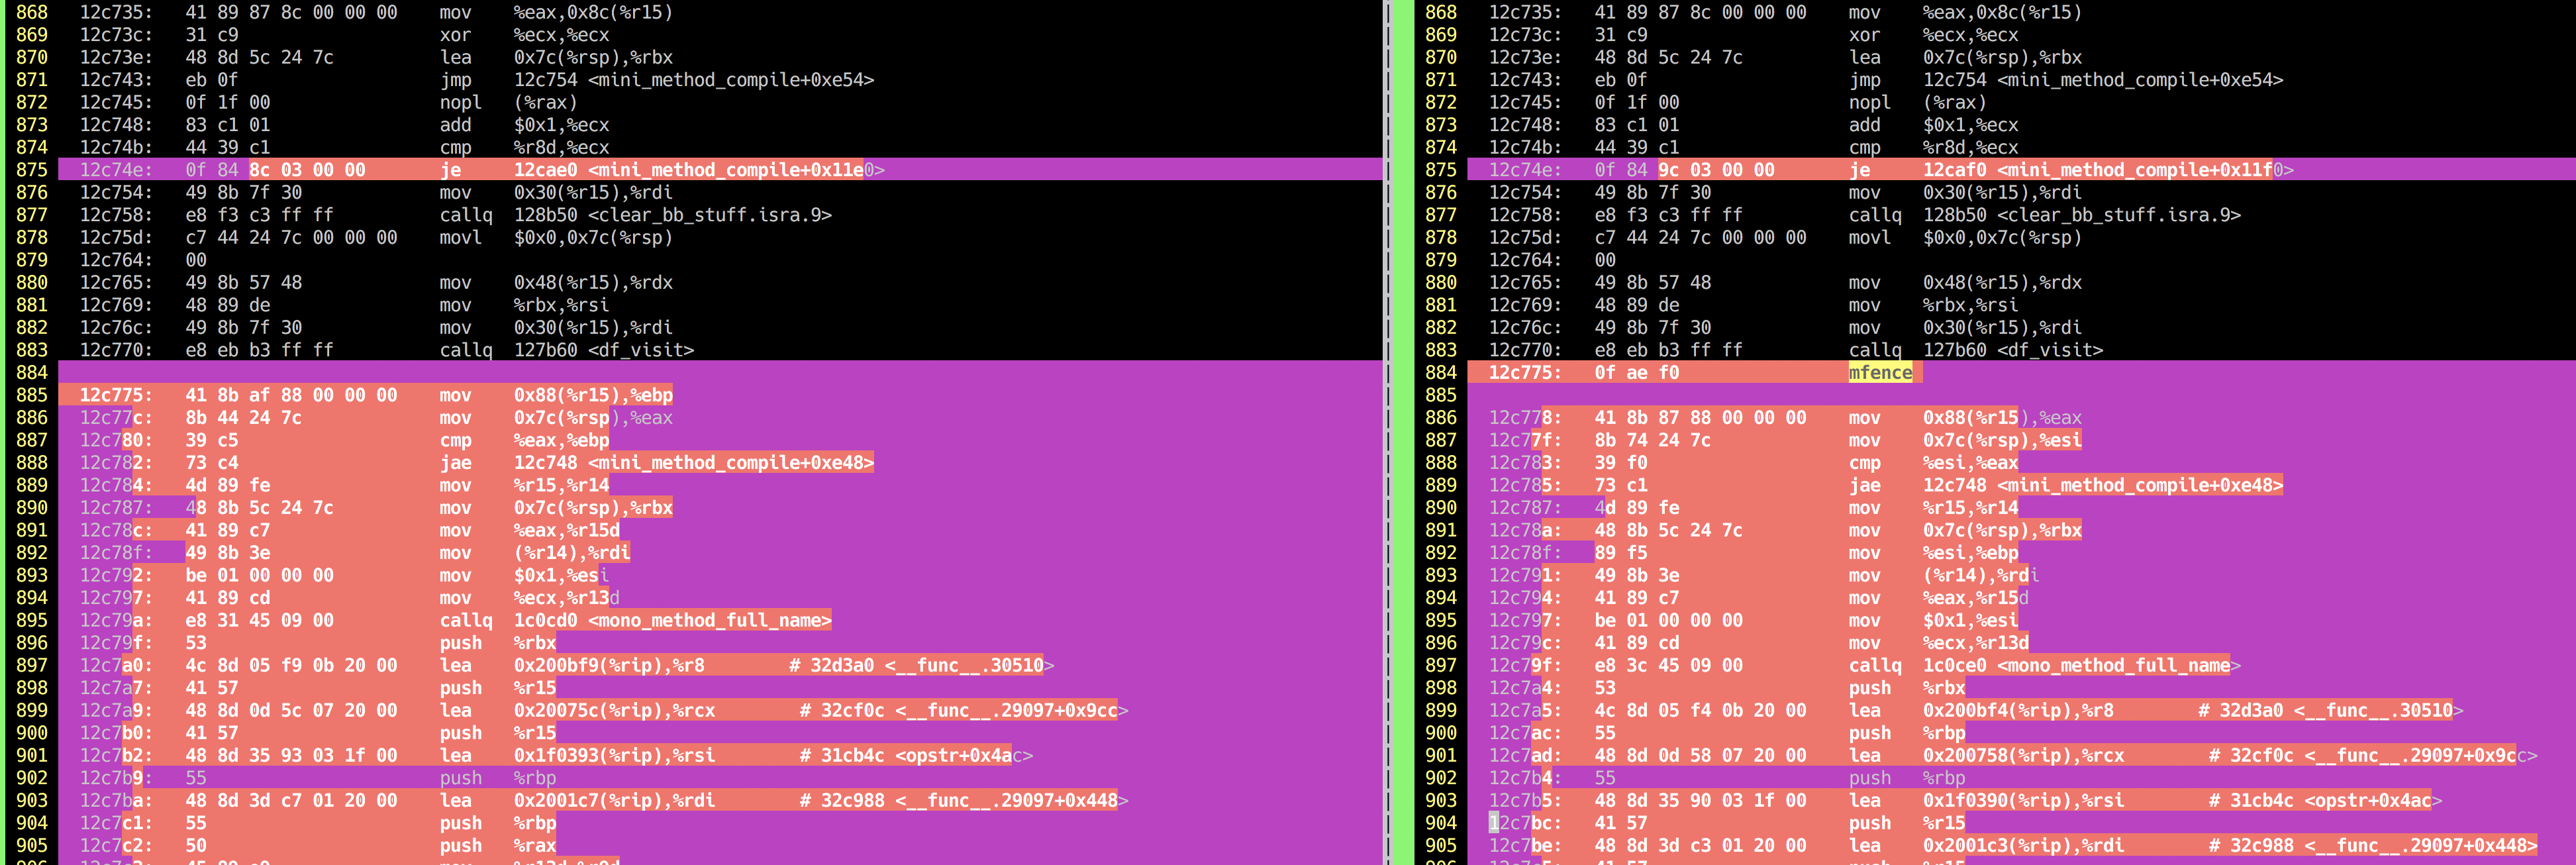 868 12c735: 41 89 87 8c 00 00 00 mov %eax,0x8c(%r15)
869 12c73c: 31 c9 xor %ecx,%ecx
870 12c73e: 48 8d 5c 24 7c lea 0x7c(%rsp),%rbx
871 12c743: eb 0f jmp 12c754 <mini_method_compile+0xe54>
872 12c745: 0f 1f 00 nopl (%rax)
873 12c748: 83 c1 01 add $0x1,%ecx
874 12c74b: 44 39 c1 cmp %r8d,%ecx
875 12c74e: 0f 84 8c 03 00 00 je 12cae0 <mini_method_compile+0x11e0>
876 12c754: 49 8b 7f 30 mov 0x30(%r15),%rdi
877 12c758: e8 f3 c3 ff ff callq 128b50 <clear_bb_stuff.isra.9>
878 12c75d: c7 44 24 7c 00 00 00 movl $0x0,0x7c(%rsp)
879 12c764: 00
880 12c765: 49 8b 57 48 mov 0x48(%r15),%rdx
881 12c769: 48 89 de mov %rbx,%rsi
882 12c76c: 49 8b 7f 30 mov 0x30(%r15),%rdi
883 12c770: e8 eb b3 ff ff callq 127b60 <df_visit>
884
885 12c775: 41 8b af 88 00 00 00 mov 0x88(%r15),%ebp
886 12c77c: 8b 44 24 7c mov 0x7c(%rsp),%eax
887 12c780: 39 c5 cmp %eax,%ebp
888 12c782: 73 c4 jae 12c748 <mini_method_compile+0xe48>
889 12c784: 4d 89 fe mov %r15,%r14
890 12c787: 48 8b 5c 24 7c mov 0x7c(%rsp),%rbx
891 12c78c: 41 89 c7 mov %eax,%r15d
892 12c78f: 49 8b 3e mov (%r14),%rdi
893 12c792: be 01 00 00 00 mov $0x1,%esi
894 12c797: 41 89 cd mov %ecx,%r13d
895 12c79a: e8 31 45 09 00 callq 1c0cd0 <mono_method_full_name>
896 12c79f: 53 push %rbx
897 12c7a0: 4c 8d 05 f9 0b 20 00 lea 0x200bf9(%rip),%r8 # 32d3a0 <__func__.30510>
898 12c7a7: 41 57 push %r15
899 12c7a9: 48 8d 0d 5c 07 20 00 lea 0x20075c(%rip),%rcx # 32cf0c <__func__.29097+0x9cc>
900 12c7b0: 41 57 push %r15
901 12c7b2: 48 8d 35 93 03 1f 00 lea 0x1f0393(%rip),%rsi # 31cb4c <opstr+0x4ac>
902 12c7b9: 55 push %rbp
903 12c7ba: 48 8d 3d c7 01 20 00 lea 0x2001c7(%rip),%rdi # 32c988 <__func__.29097+0x448>
904 12c7c1: 55 push %rbp
905 12c7c2: 50 push %rax
868 12c735: 41 89 87 8c 00 00 00 mov %eax,0x8c(%r15)
869 12c73c: 31 c9 xor %ecx,%ecx
870 12c73e: 48 8d 5c 24 7c lea 0x7c(%rsp),%rbx
871 12c743: eb 0f jmp 12c754 <mini_method_compile+0xe54>
872 12c745: 0f 1f 00 nopl (%rax)
873 12c748: 83 c1 01 add $0x1,%ecx
874 12c74b: 44 39 c1 cmp %r8d,%ecx
875 12c74e: 0f 84 9c 03 00 00 je 12caf0 <mini_method_compile+0x11f0>
876 12c754: 49 8b 7f 30 mov 0x30(%r15),%rdi
877 12c758: e8 f3 c3 ff ff callq 128b50 <clear_bb_stuff.isra.9>
878 12c75d: c7 44 24 7c 00 00 00 movl $0x0,0x7c(%rsp)
879 12c764: 00
880 12c765: 49 8b 57 48 mov 0x48(%r15),%rdx
881 12c769: 48 89 de mov %rbx,%rsi
882 12c76c: 49 8b 7f 30 mov 0x30(%r15),%rdi
883 12c770: e8 eb b3 ff ff callq 127b60 <df_visit>
884 12c775: 0f ae f0 mfence
885
886 12c778: 41 8b 87 88 00 00 00 mov 0x88(%r15),%eax
887 12c77f: 8b 74 24 7c mov 0x7c(%rsp),%esi
888 12c783: 39 f0 cmp %esi,%eax
889 12c785: 73 c1 jae 12c748 <mini_method_compile+0xe48>
890 12c787: 4d 89 fe mov %r15,%r14
891 12c78a: 48 8b 5c 24 7c mov 0x7c(%rsp),%rbx
892 12c78f: 89 f5 mov %esi,%ebp
893 12c791: 49 8b 3e mov (%r14),%rdi
894 12c794: 41 89 c7 mov %eax,%r15d
895 12c797: be 01 00 00 00 mov $0x1,%esi
896 12c79c: 41 89 cd mov %ecx,%r13d
897 12c79f: e8 3c 45 09 00 callq 1c0ce0 <mono_method_full_name>
898 12c7a4: 53 push %rbx
899 12c7a5: 4c 8d 05 f4 0b 20 00 lea 0x200bf4(%rip),%r8 # 32d3a0 <__func__.30510>
900 12c7ac: 55 push %rbp
901 12c7ad: 48 8d 0d 58 07 20 00 lea 0x200758(%rip),%rcx # 32cf0c <__func__.29097+0x9cc>
902 12c7b4: 55 push %rbp
903 12c7b5: 48 8d 35 90 03 1f 00 lea 0x1f0390(%rip),%rsi # 31cb4c <opstr+0x4ac>
904 12c7bc: 41 57 push %r15
905 12c7be: 48 8d 3d c3 01 20 00 lea 0x2001c3(%rip),%rdi # 32c988 <__func__.29097+0x448>